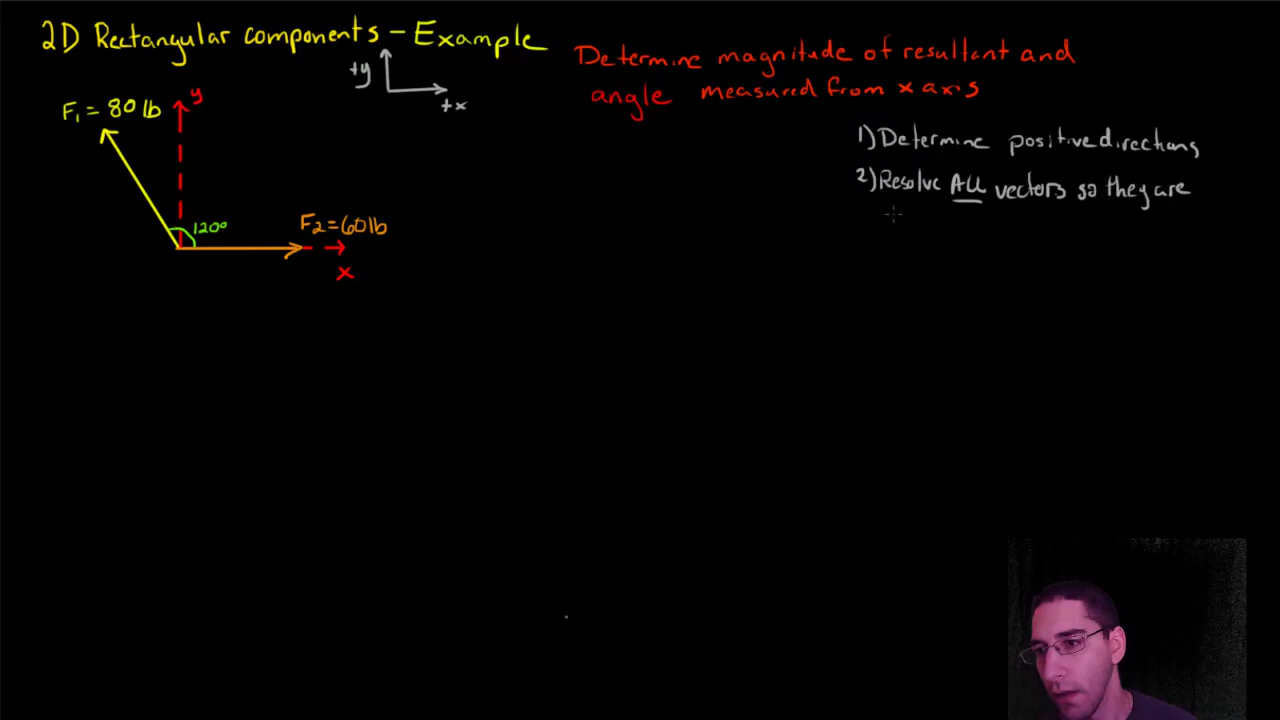 2D Rectangular components - Example
Determine magnitude of resultant and
angle measured from x axis
+y
+x
F₁ = 80 lb
y
1) Determine positive directions
2) Resolve ALL vectors so they are
120°
F₂ = 60 lb
x